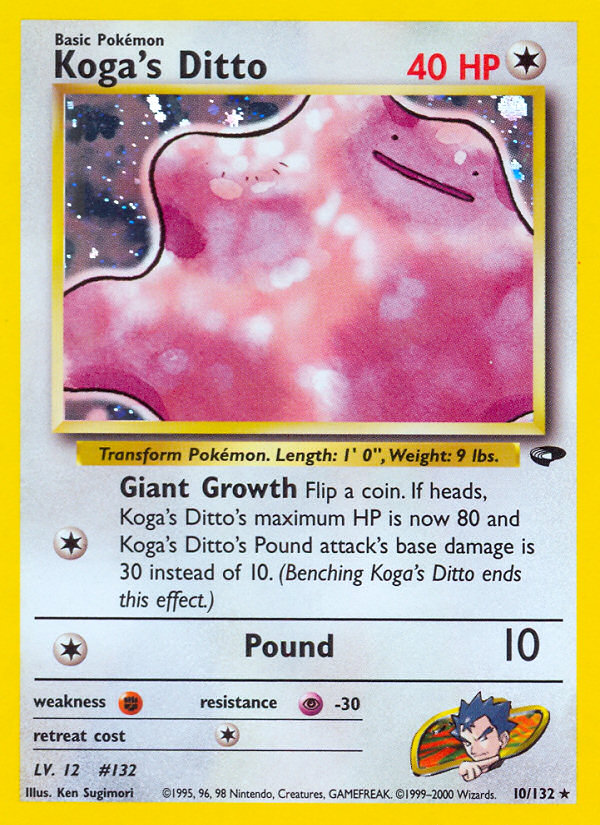 Basic Pokémon
Koga's Ditto
40 HP
Transform Pokémon. Length: 1' 0", Weight: 9 lbs.
Giant Growth Flip a coin. If heads,
Koga's Ditto's maximum HP is now 80 and
Koga's Ditto's Pound attack's base damage is
30 instead of 10. (Benching Koga's Ditto ends
this effect.)
Pound 10
weakness resistance -30
retreat cost
LV. 12 #132
Illus. Ken Sugimori ©1995, 96, 98 Nintendo, Creatures, GAMEFREAK. ©1999-2000 Wizards. 10/132 ★